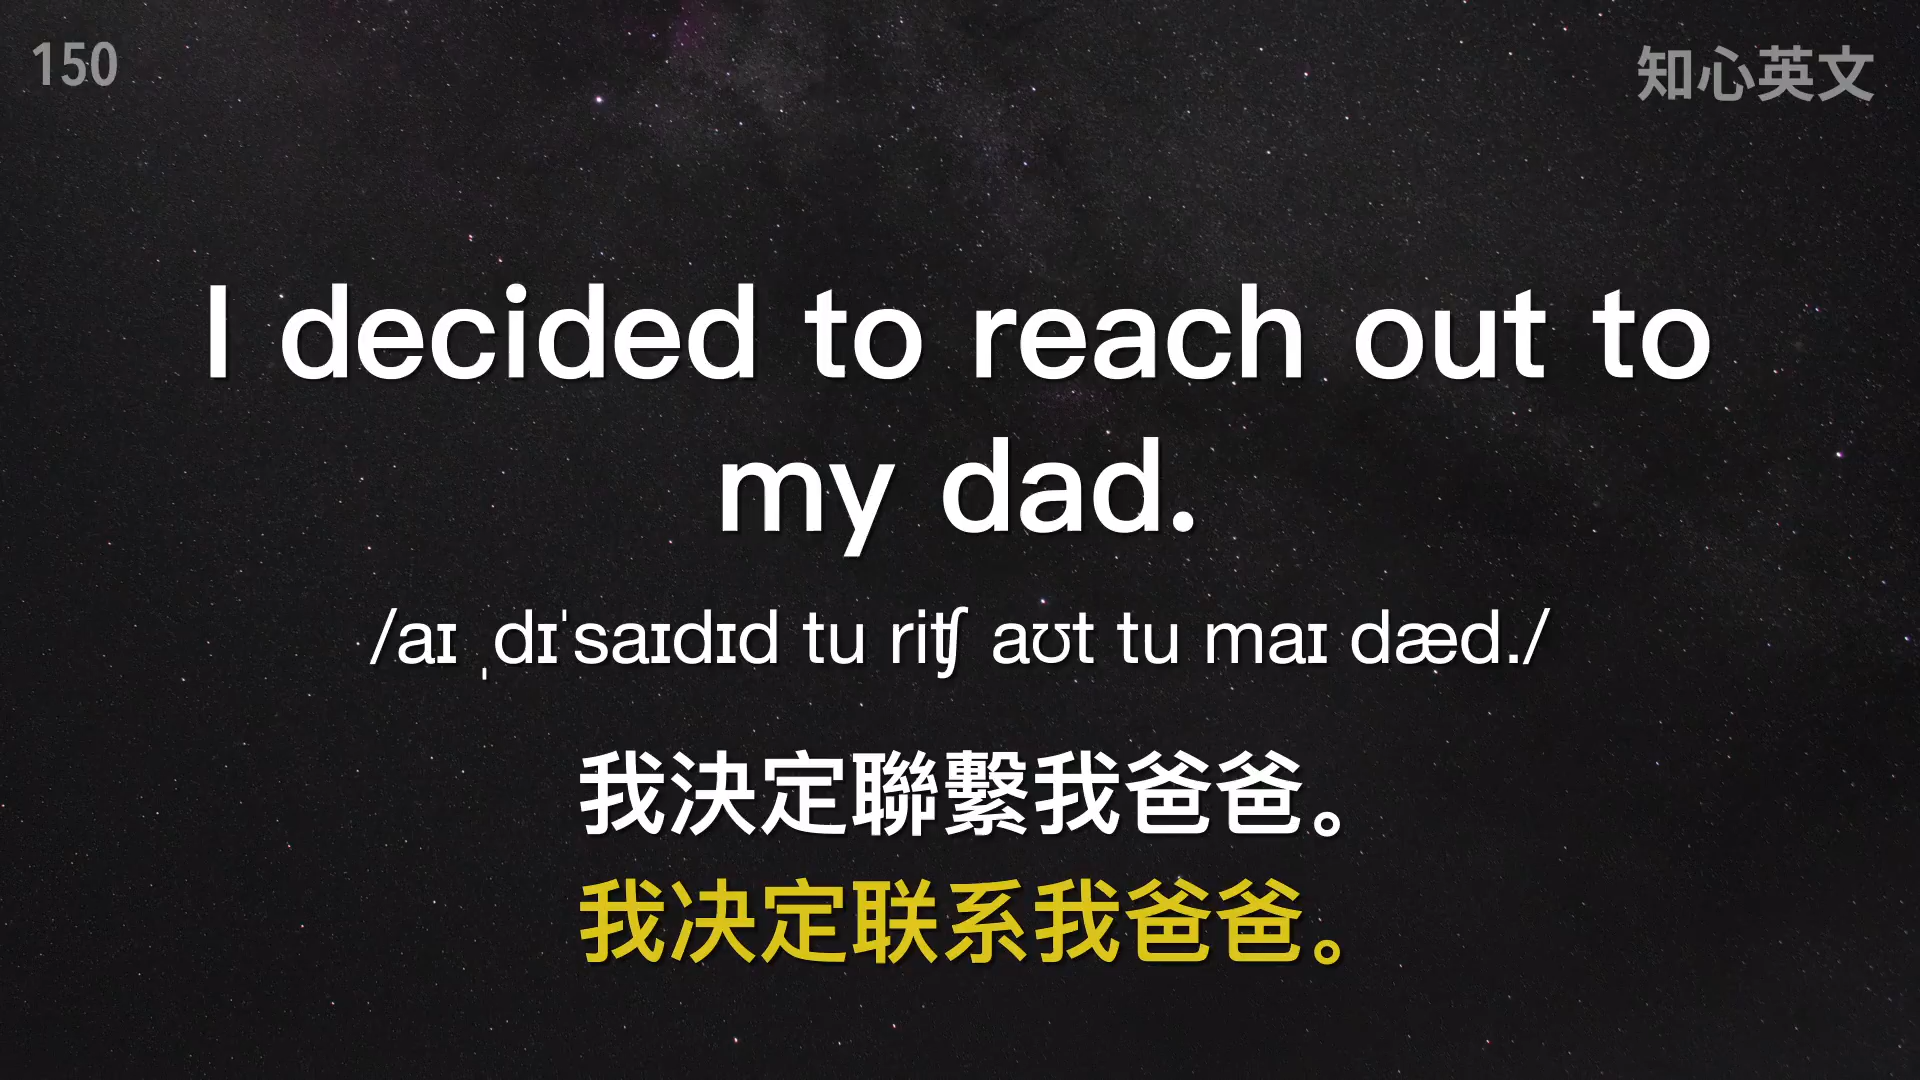 150
知心英文
I decided to reach out to
my dad.
/aɪ ˌdɪˈsaɪdɪd tu riʧ aʊt tu maɪ dæd./
我決定聯繫我爸爸。
我决定联系我爸爸。